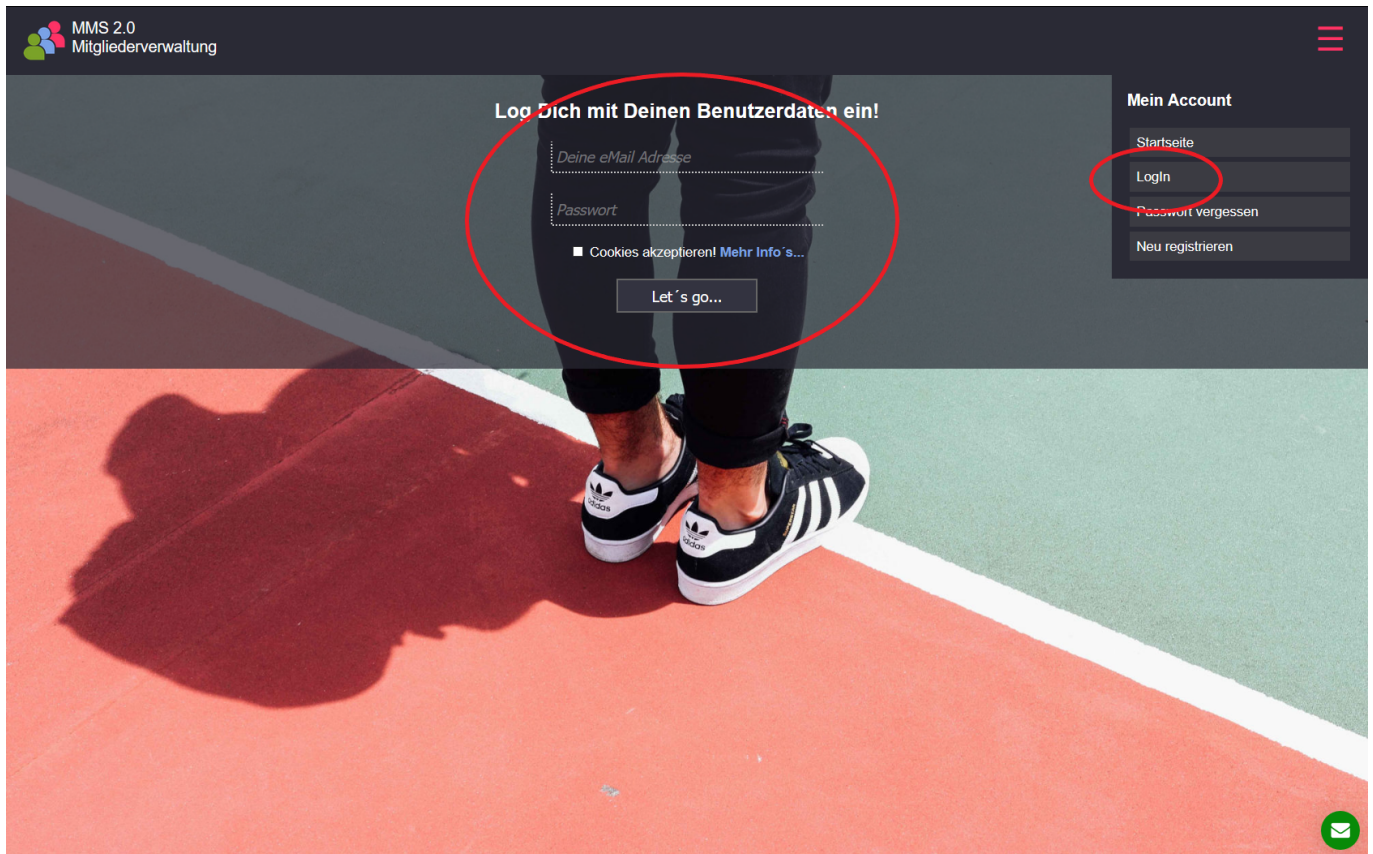 MMS 2.0
Mitgliederverwaltung
Log Dich mit Deinen Benutzerdaten ein!
Deine eMail Adresse
Passwort
Cookies akzeptieren! Mehr Info´s...
Let´s go...
Mein Account
Startseite
LogIn
Passwort vergessen
Neu registrieren
adidas
adidas